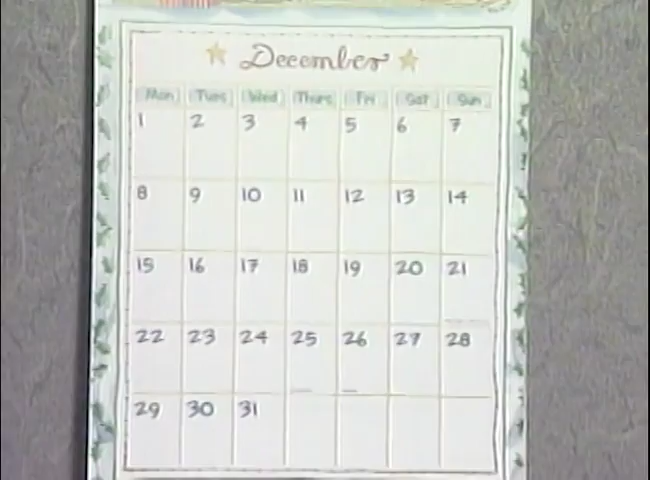 December
Mon Tues Wed Thurs Fri Sat Sun
1 2 3 4 5 6 7
8 9 10 11 12 13 14
15 16 17 18 19 20 21
22 23 24 25 26 27 28
29 30 31